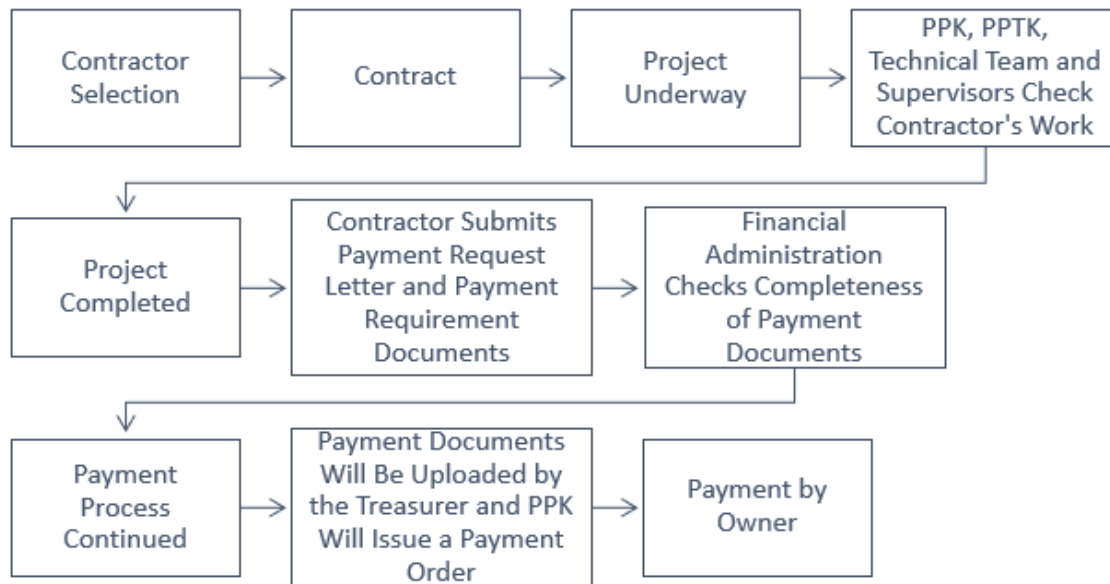 Contractor
Selection
Contract
Project
Underway
PPK, PPTK,
Technical Team and
Supervisors Check
Contractor's Work
Project
Completed
Contractor Submits
Payment Request
Letter and Payment
Requirement
Documents
Financial
Administration
Checks Completeness
of Payment
Documents
Payment
Process
Continued
Payment Documents
Will Be Uploaded by
the Treasurer and PPK
Will Issue a Payment
Order
Payment by
Owner